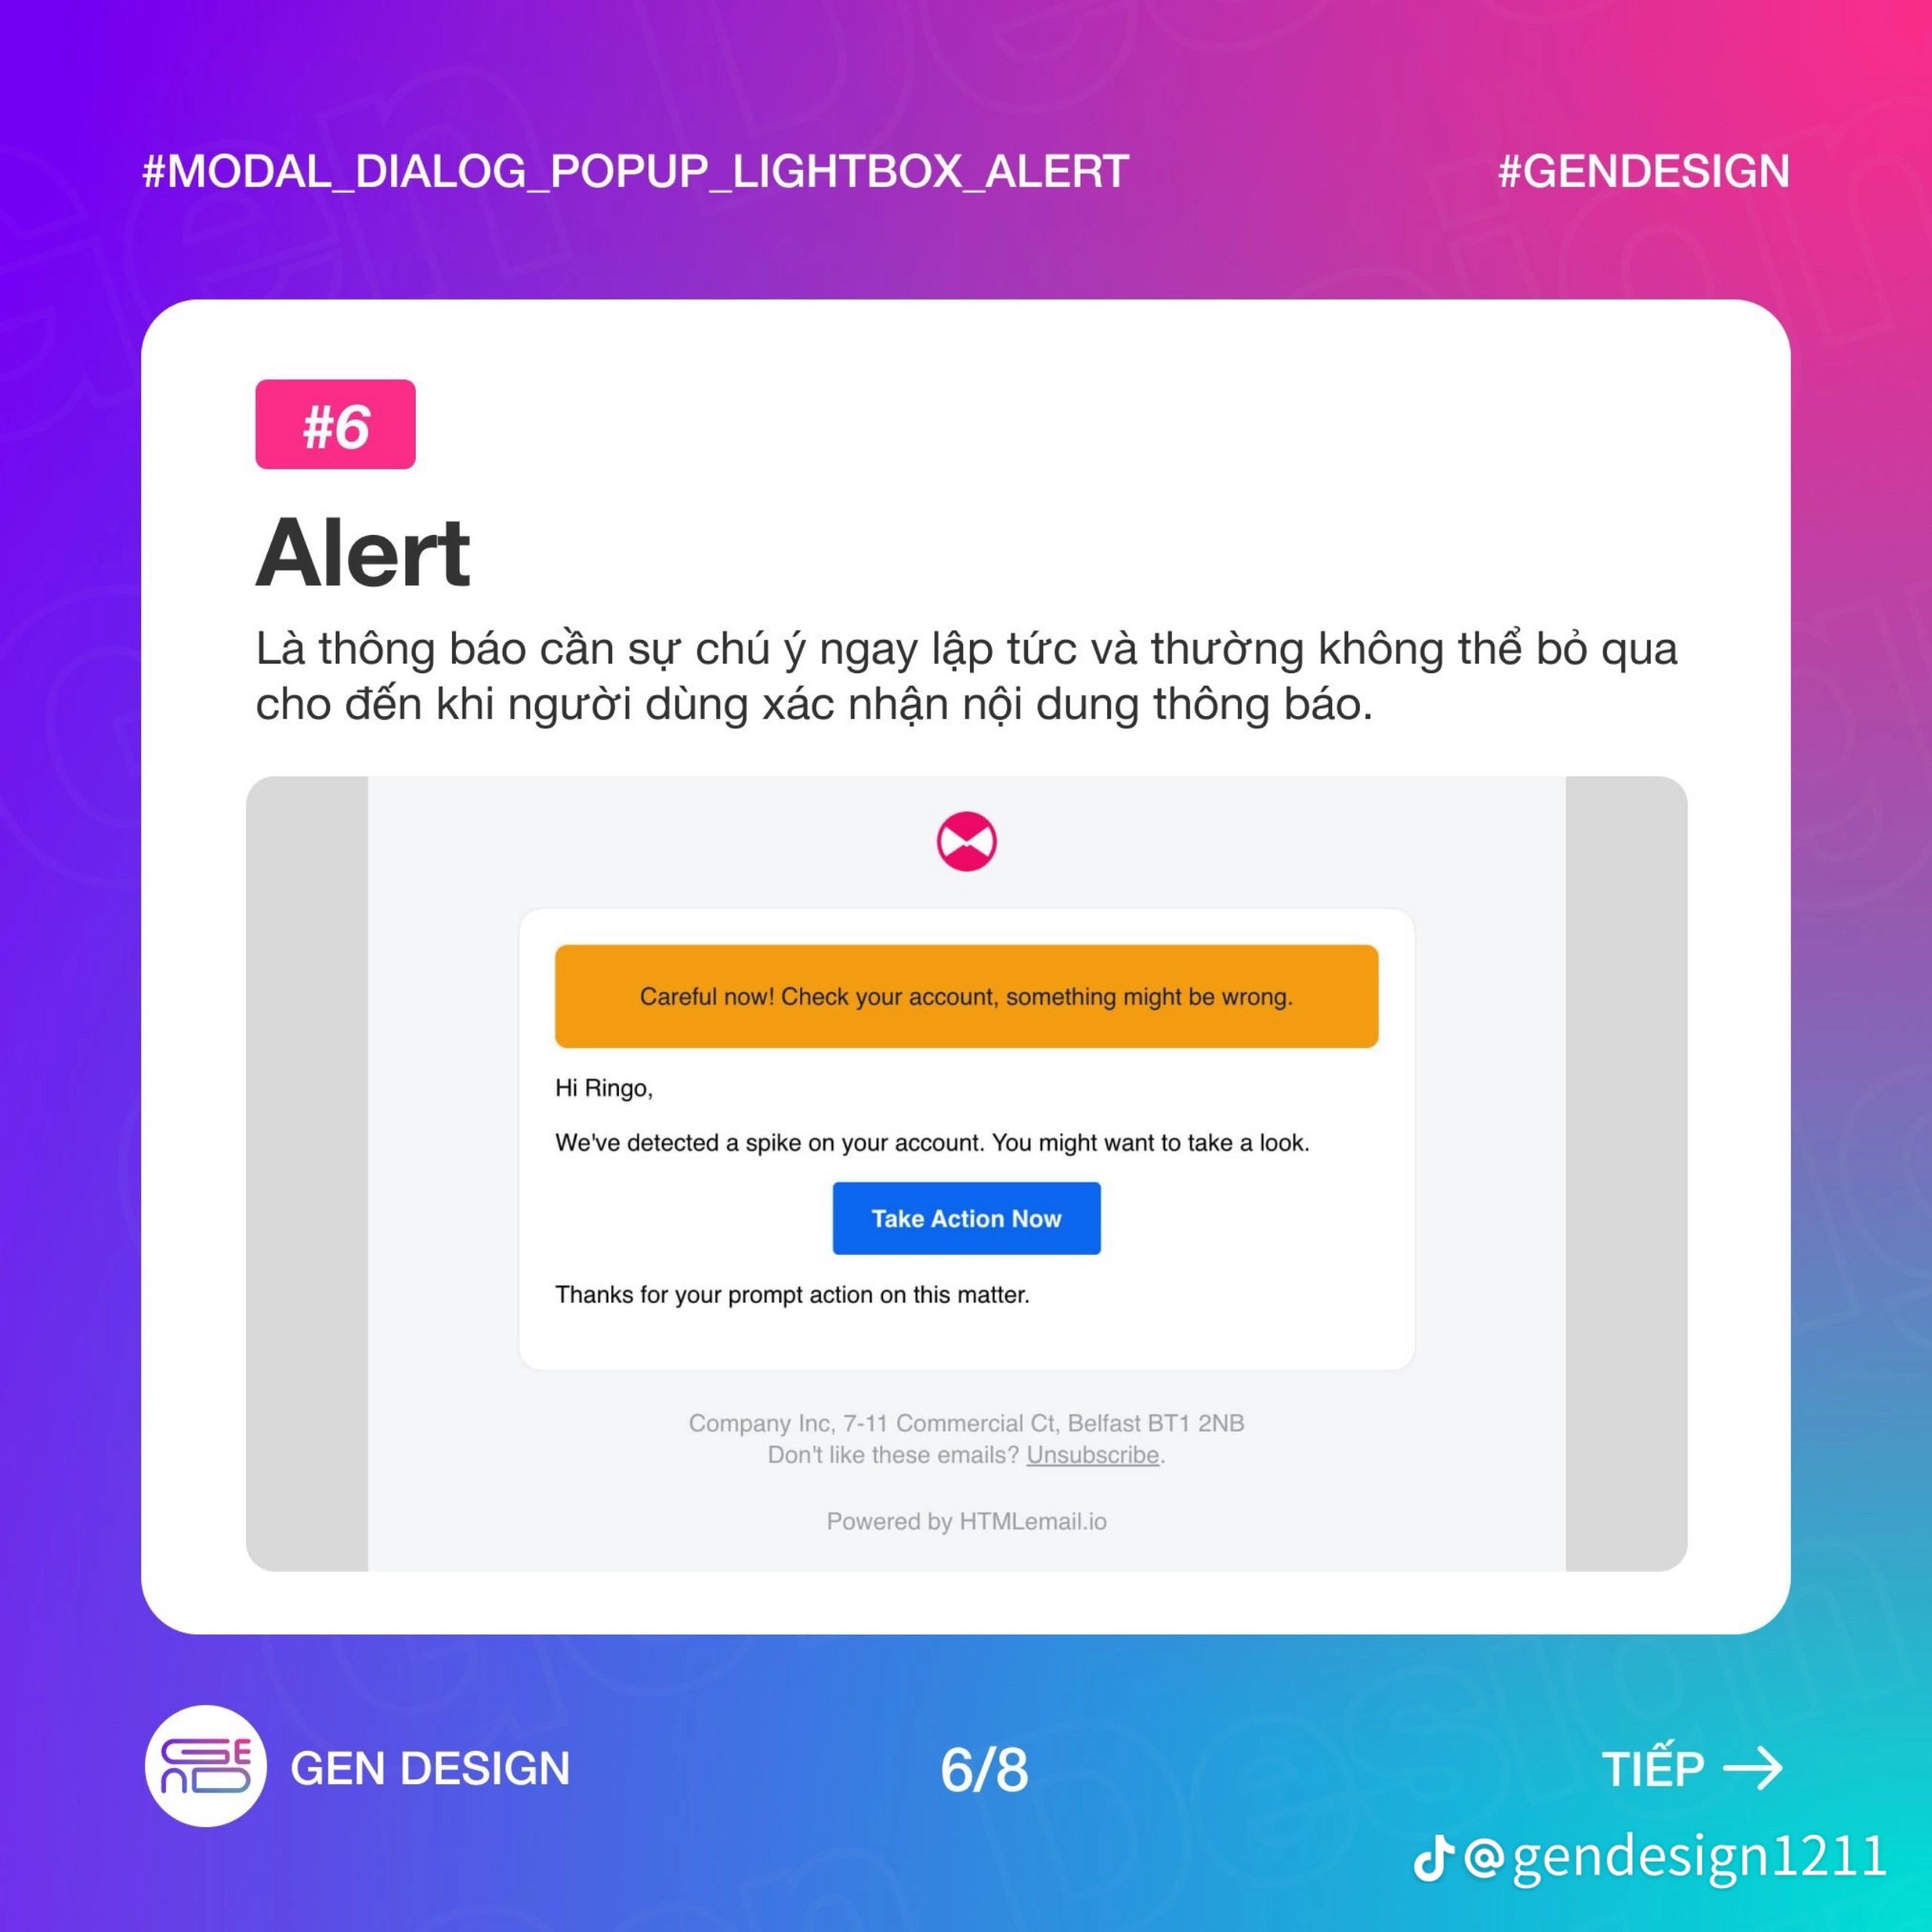 #MODAL_DIALOG_POPUP_LIGHTBOX_ALERT
#GENDESIGN
#6
Alert
Là thông báo cần sự chú ý ngay lập tức và thường không thể bỏ qua
cho đến khi người dùng xác nhận nội dung thông báo.
Careful now! Check your account, something might be wrong.
Hi Ringo,
We've detected a spike on your account. You might want to take a look.
Take Action Now
Thanks for your prompt action on this matter.
Company Inc, 7-11 Commercial Ct, Belfast BT1 2NB
Don't like these emails? Unsubscribe.
Powered by HTMLemail.io
GEN DESIGN
6/8
TIẾP →
@gendesign1211